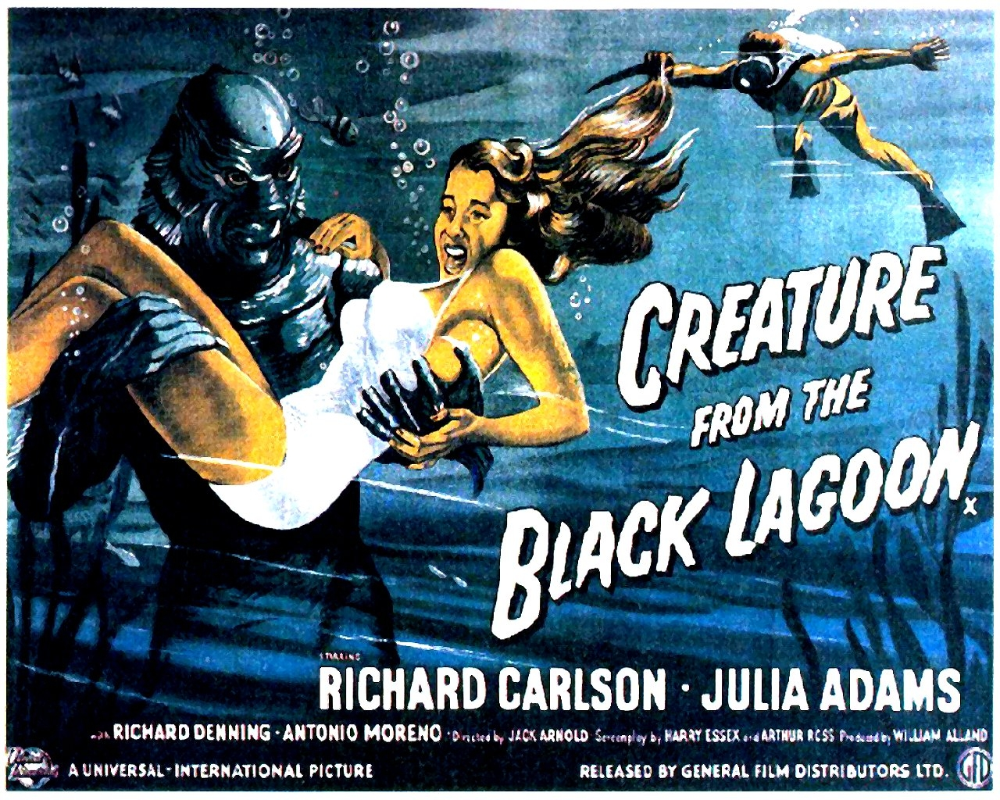 CREATURE
FROM THE
BLACK LAGOON
X
STARRING
RICHARD CARLSON · JULIA ADAMS
with RICHARD DENNING · ANTONIO MORENO · Directed by JACK ARNOLD Screenplay by HARRY ESSEX and ARTHUR ROSS Produced by WILLIAM ALLAND
A UNIVERSAL-INTERNATIONAL PICTURE
RELEASED BY GENERAL FILM DISTRIBUTORS LTD.
GFD